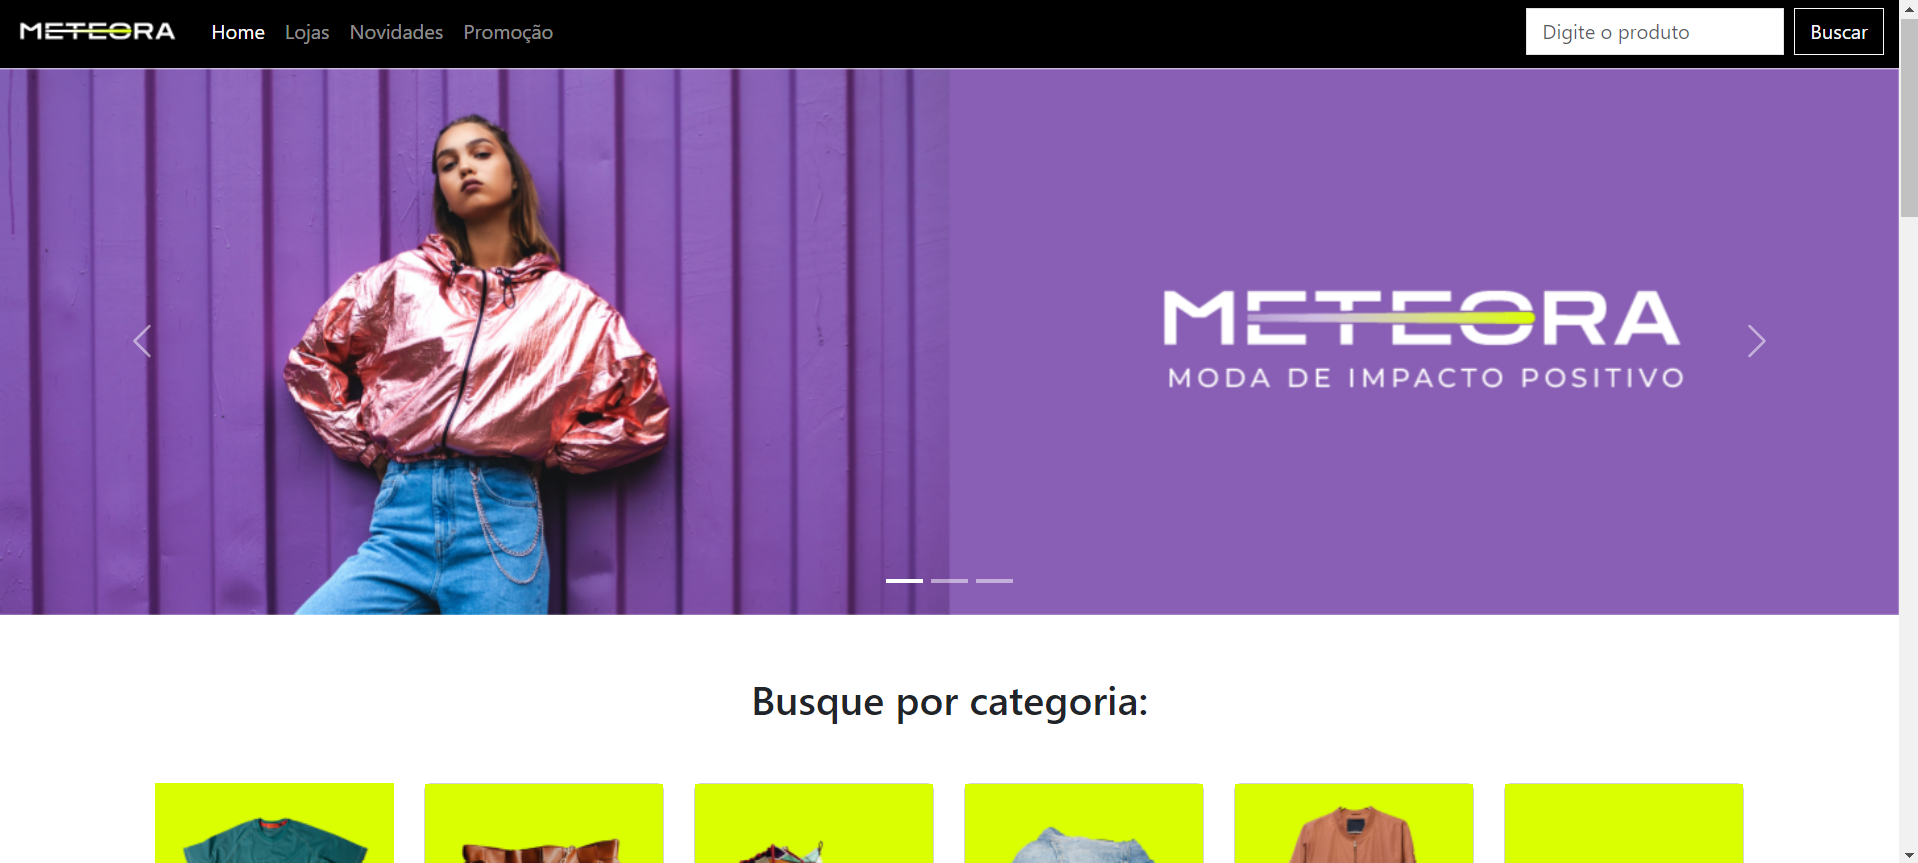 METEORA
Home
Lojas
Novidades
Promoção
Digite o produto
Buscar
METEORA
MODA DE IMPACTO POSITIVO
Busque por categoria: